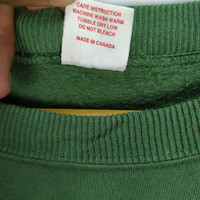 CARE INSTRUCTION
MACHINE WASH WARM
TUMBLE DRY LOW
DO NOT BLEACH
MADE IN CANADA